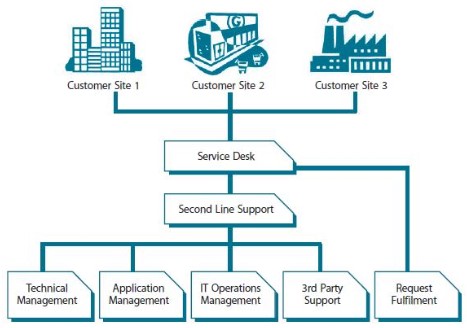 G
Customer Site 1
Customer Site 2
Customer Site 3
Service Desk
Second Line Support
Technical
Management
Application
Management
IT Operations
Management
3rd Party
Support
Request
Fulfilment